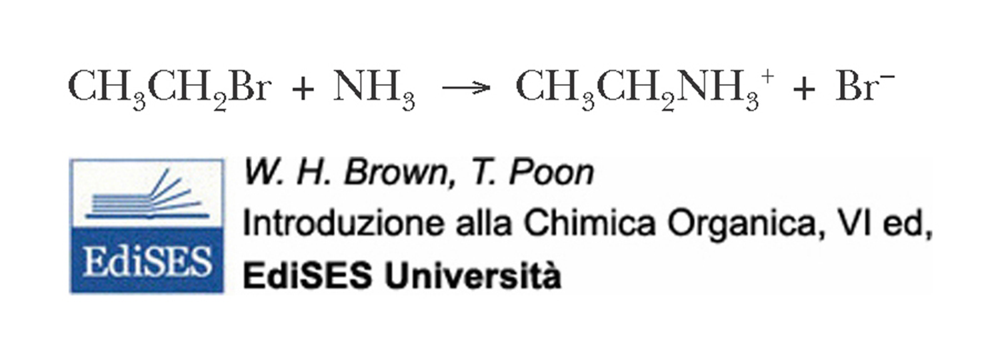 CH₃CH₂Br + NH₃ → CH₃CH₂NH₃⁺ + Br⁻
W. H. Brown, T. Poon
Introduzione alla Chimica Organica, VI ed,
EdiSES
EdiSES Università